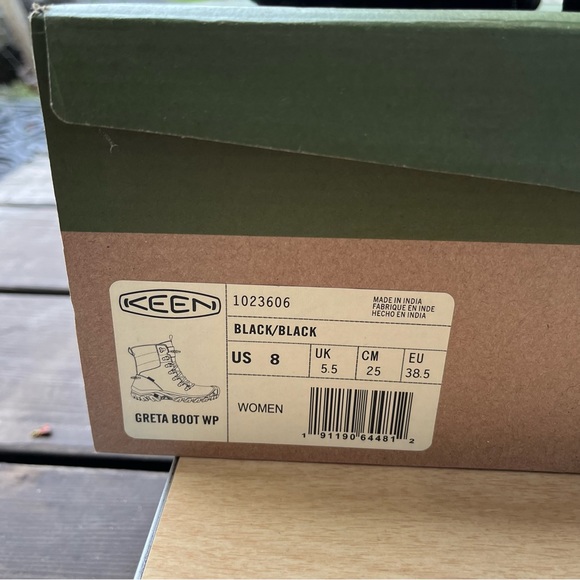 KEEN
1023606
MADE IN INDIA
FABRIQUE EN INDE
HECHO EN INDIA
BLACK/BLACK
US 8
UK 5.5
CM 25
EU 38.5
GRETA BOOT WP
WOMEN
1 91190 64481 2